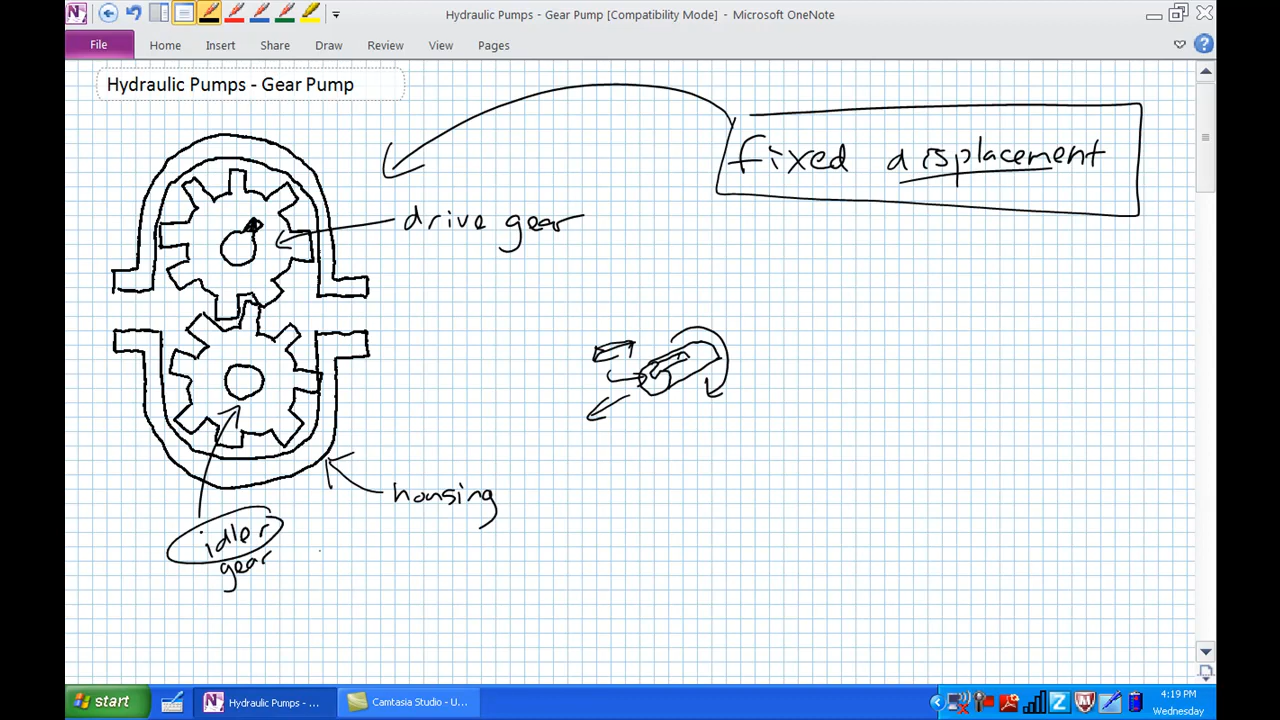 Hydraulic Pumps - Gear Pump [Compatibility Mode] - Microsoft OneNote
File Home Insert Share Draw Review View Pages
Hydraulic Pumps - Gear Pump
fixed displacement
drive gear
housing
idler
gear
start Hydraulic Pumps - ... Camtasia Studio - U... 4:19 PM
Wednesday